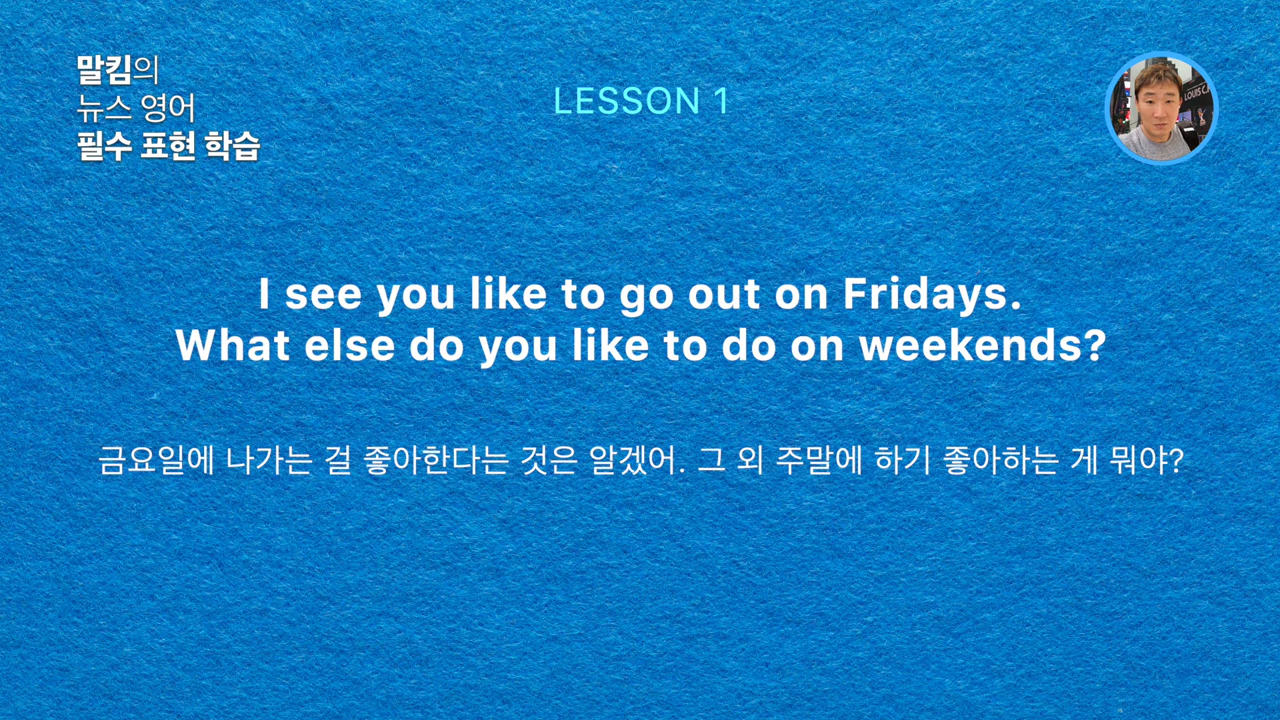 말킴의
뉴스 영어
필수 표현 학습
LESSON 1
LOUIS C.
I see you like to go out on Fridays.
What else do you like to do on weekends?
금요일에 나가는 걸 좋아한다는 것은 알겠어. 그 외 주말에 하기 좋아하는 게 뭐야?